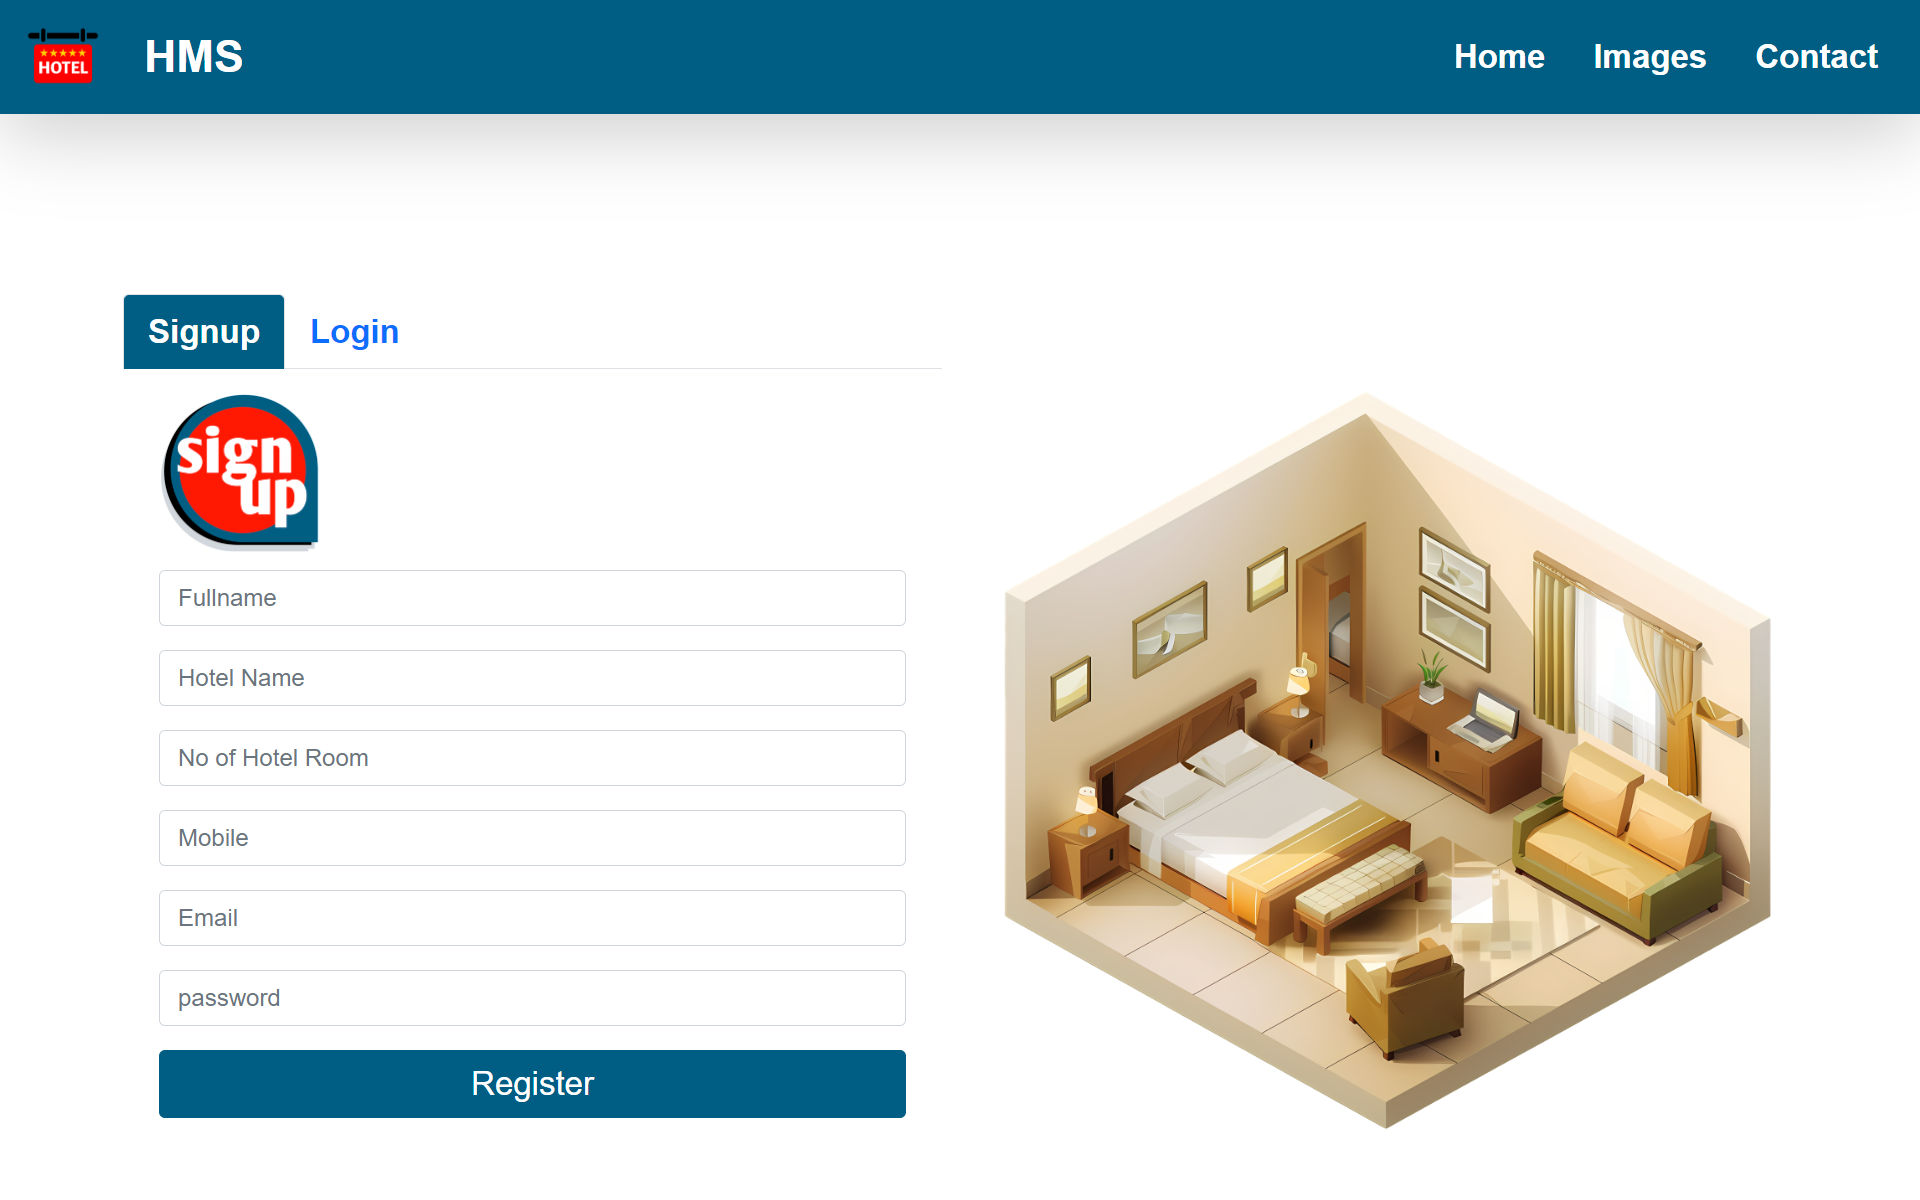 HOTEL
HMS
Home Images Contact
Signup Login
sign
up
Fullname
Hotel Name
No of Hotel Room
Mobile
Email
password
Register